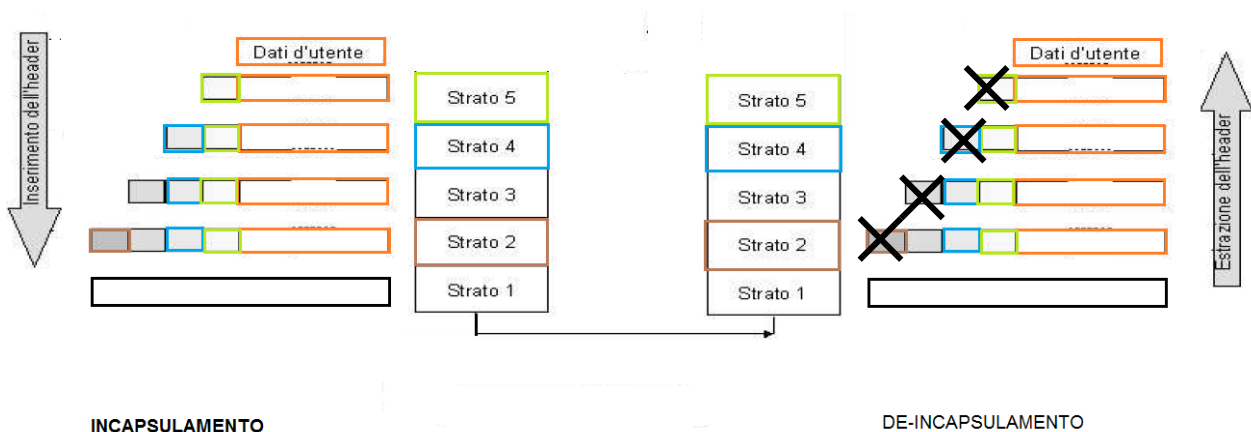 Inserimento dell'header
Dati d'utente
Strato 5
Strato 4
Strato 3
Strato 2
Strato 1
INCAPSULAMENTO
Strato 5
Strato 4
Strato 3
Strato 2
Strato 1
Dati d'utente
Estrazione dell'header
DE-INCAPSULAMENTO